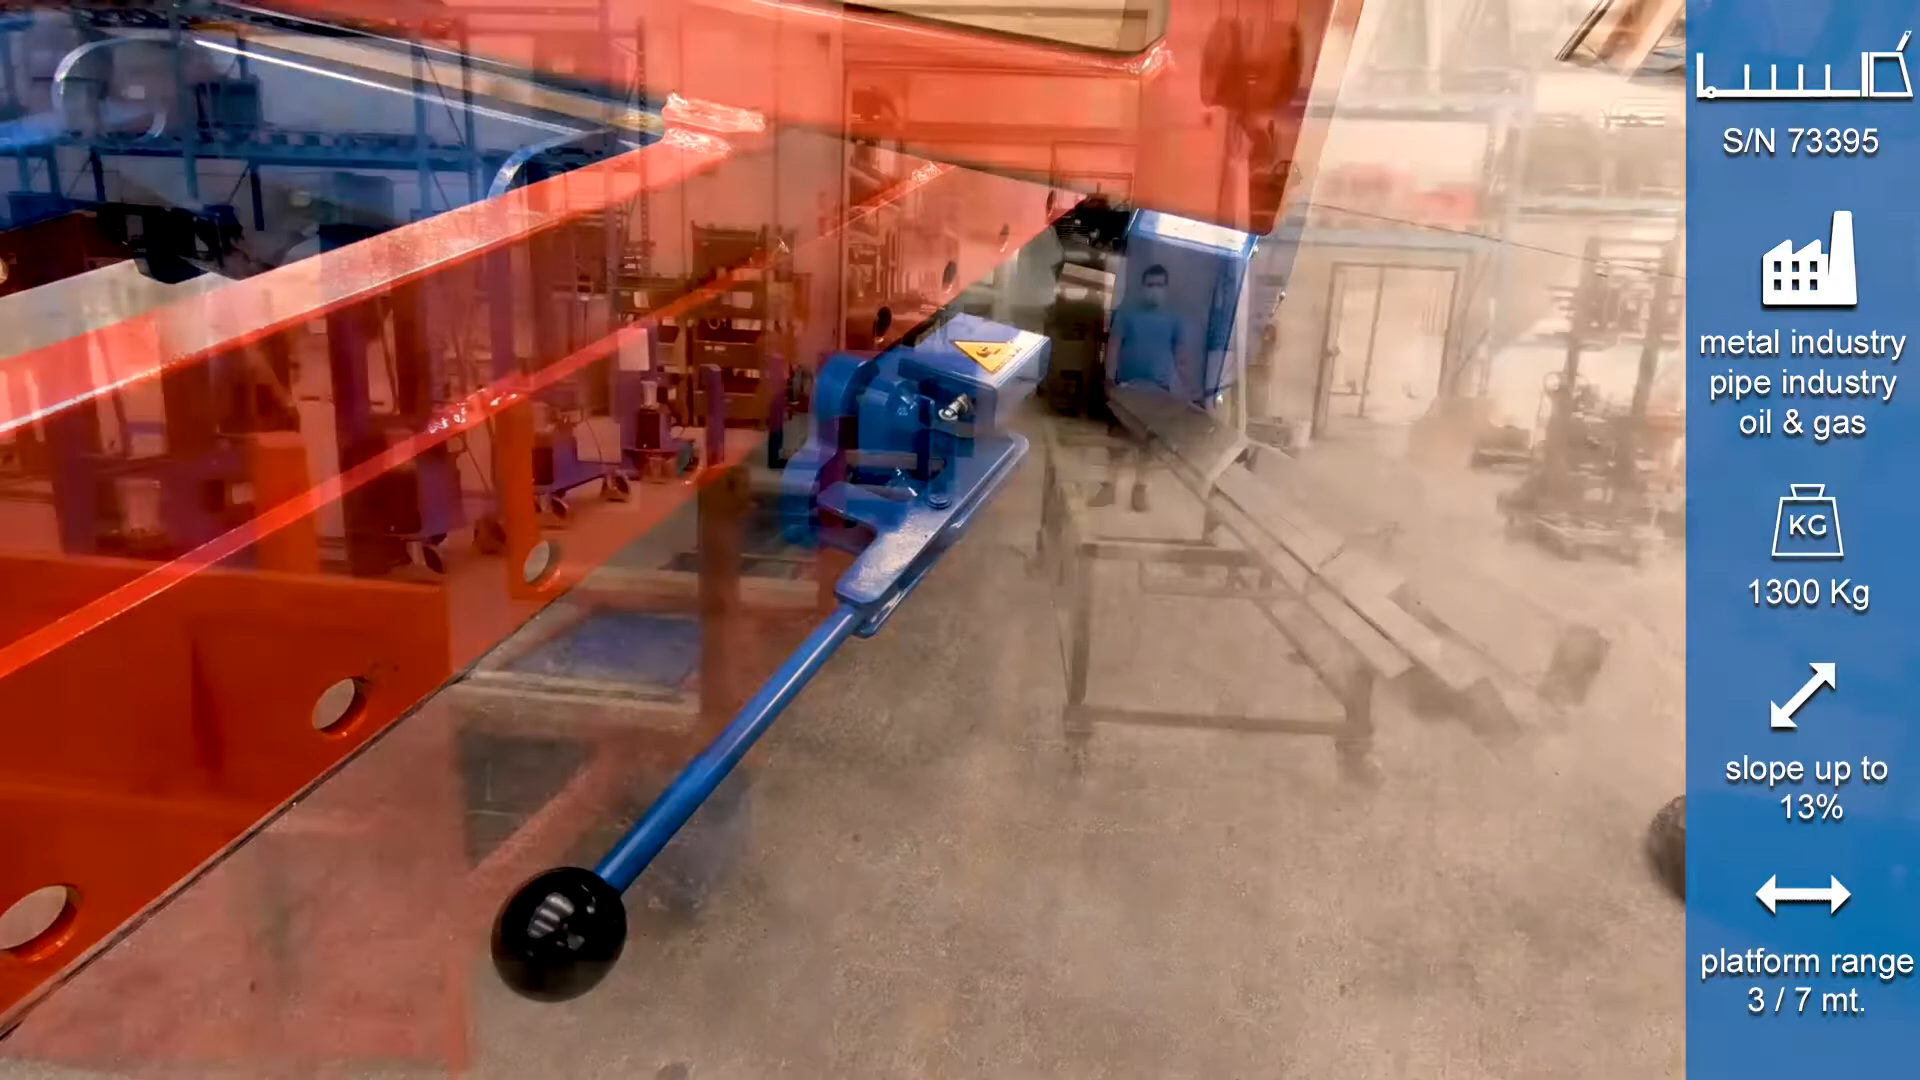 S/N 73395
metal industry
pipe industry
oil & gas
KG
1300 Kg
slope up to
13%
platform range
3 / 7 mt.